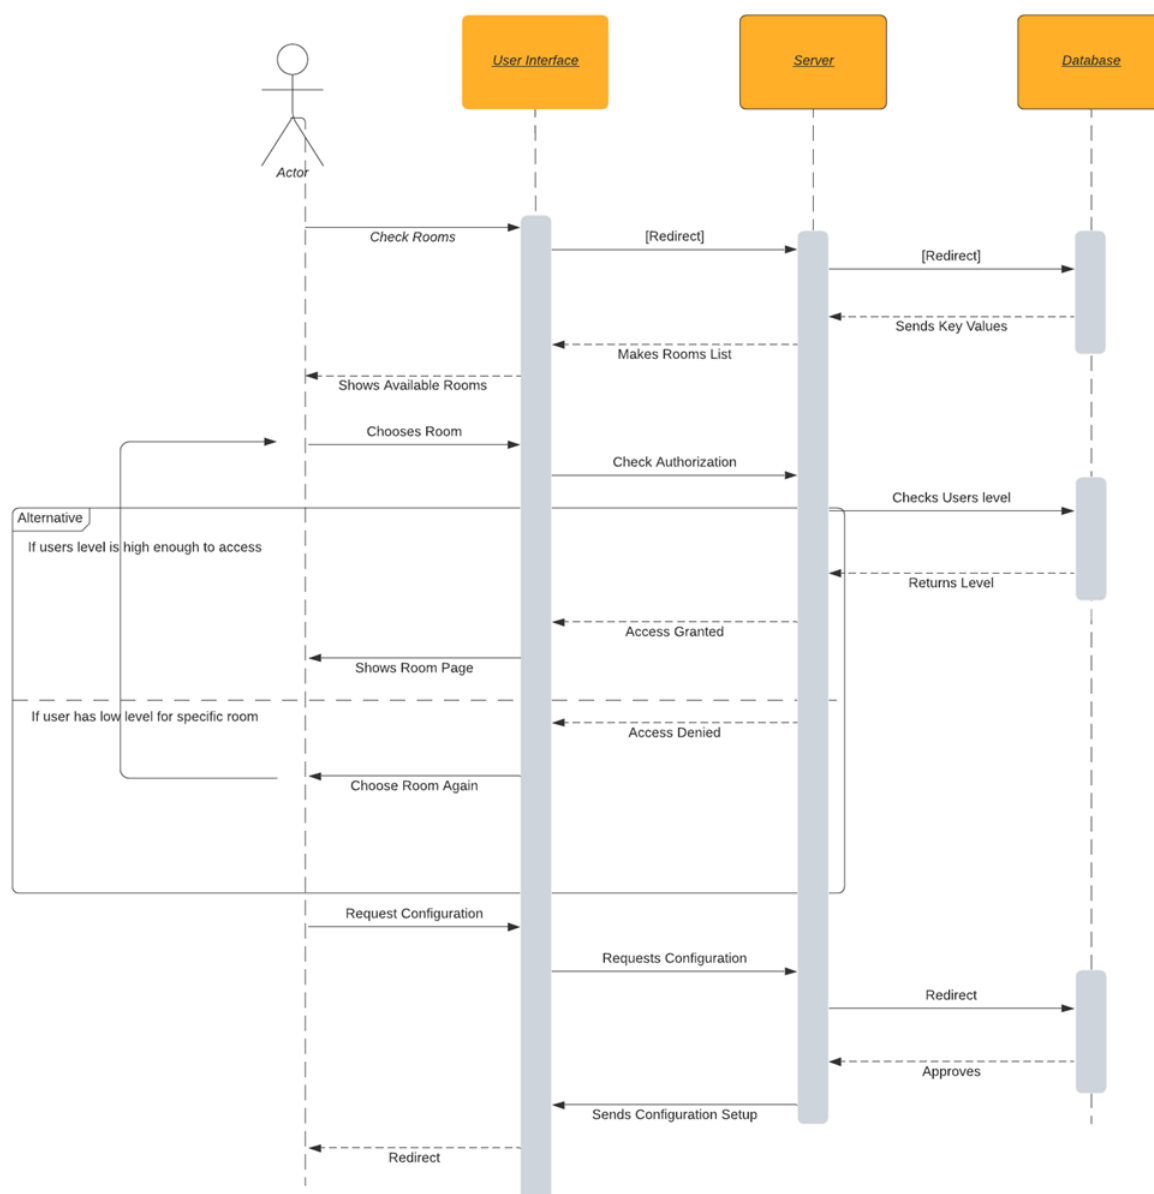 User Interface
Server
Database
Actor
Check Rooms
[Redirect]
[Redirect]
Sends Key Values
Makes Rooms List
Shows Available Rooms
Chooses Room
Check Authorization
Checks Users level
Alternative
If users level is high enough to access
Returns Level
Access Granted
Shows Room Page
If user has low level for specific room
Access Denied
Choose Room Again
Request Configuration
Requests Configuration
Redirect
Approves
Sends Configuration Setup
Redirect